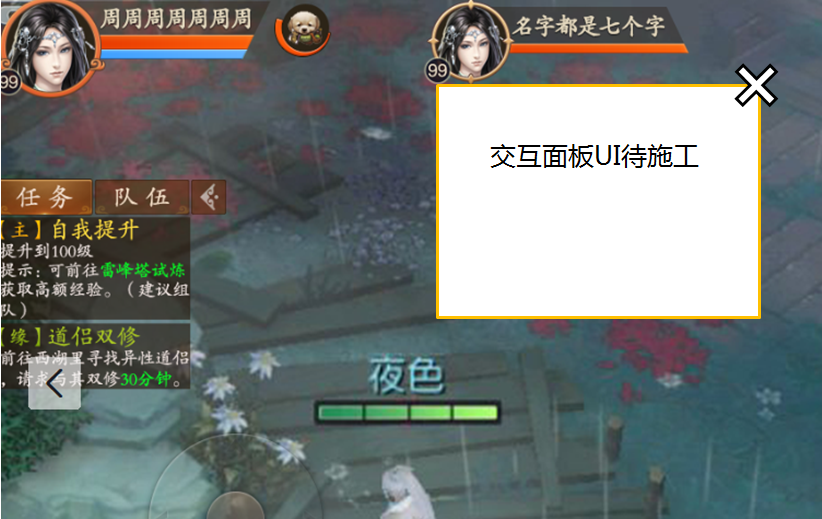 周周周周周周周
99
名字都是七个字
99
交互面板UI待施工
任务
队伍
【主】自我提升
提升到100级
提示：可前往雷峰塔试炼
获取高额经验。（建议组
队）
【缘】道侣双修
前往西湖里寻找异性道侣
，请求与其双修30分钟。
夜色